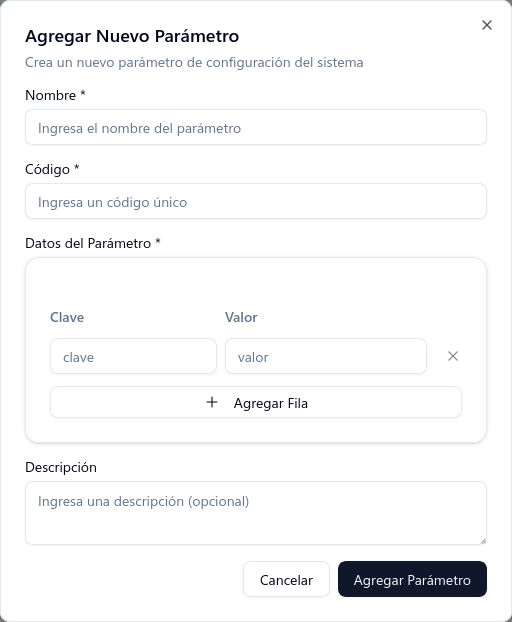 Agregar Nuevo Parámetro
Crea un nuevo parámetro de configuración del sistema
Nombre *
Ingresa el nombre del parámetro
Código *
Ingresa un código único
Datos del Parámetro *
Clave Valor
clave valor
Agregar Fila
Descripción
Ingresa una descripción (opcional)
Cancelar Agregar Parámetro